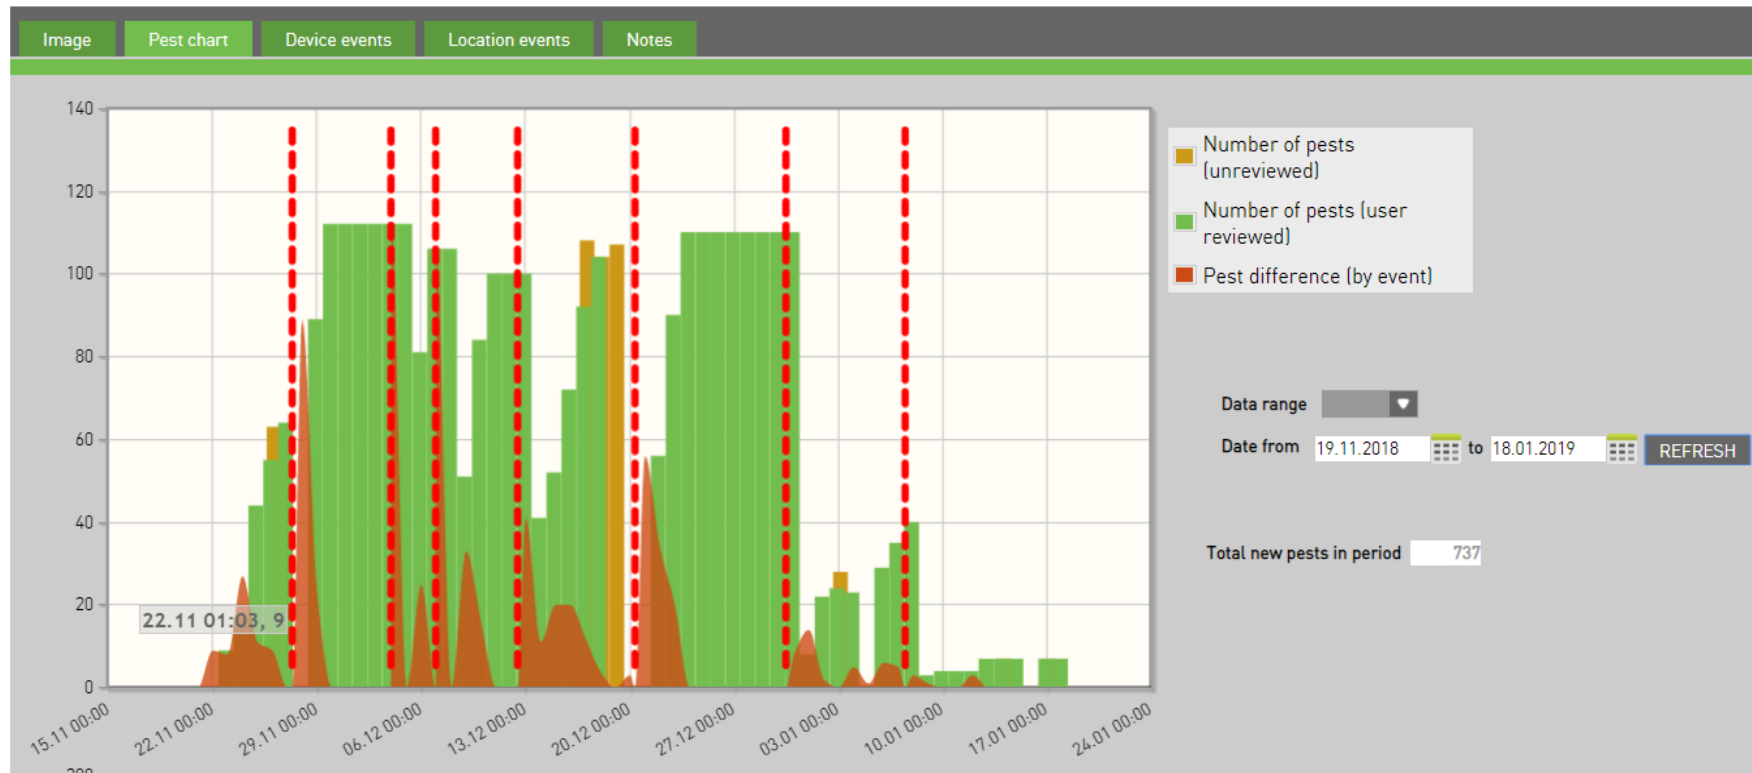 Image
Pest chart
Device events
Location events
Notes
140
120
100
80
60
40
20
0
22.11 01:03, 9
15.11 00:00
22.11 00:00
29.11 00:00
06.12 00:00
13.12 00:00
20.12 00:00
27.12 00:00
03.01 00:00
10.01 00:00
17.01 00:00
24.01 00:00
Number of pests
(unreviewed)
Number of pests (user
reviewed)
Pest difference (by event)
Data range
Date from 19.11.2018 to 18.01.2019 REFRESH
Total new pests in period 737